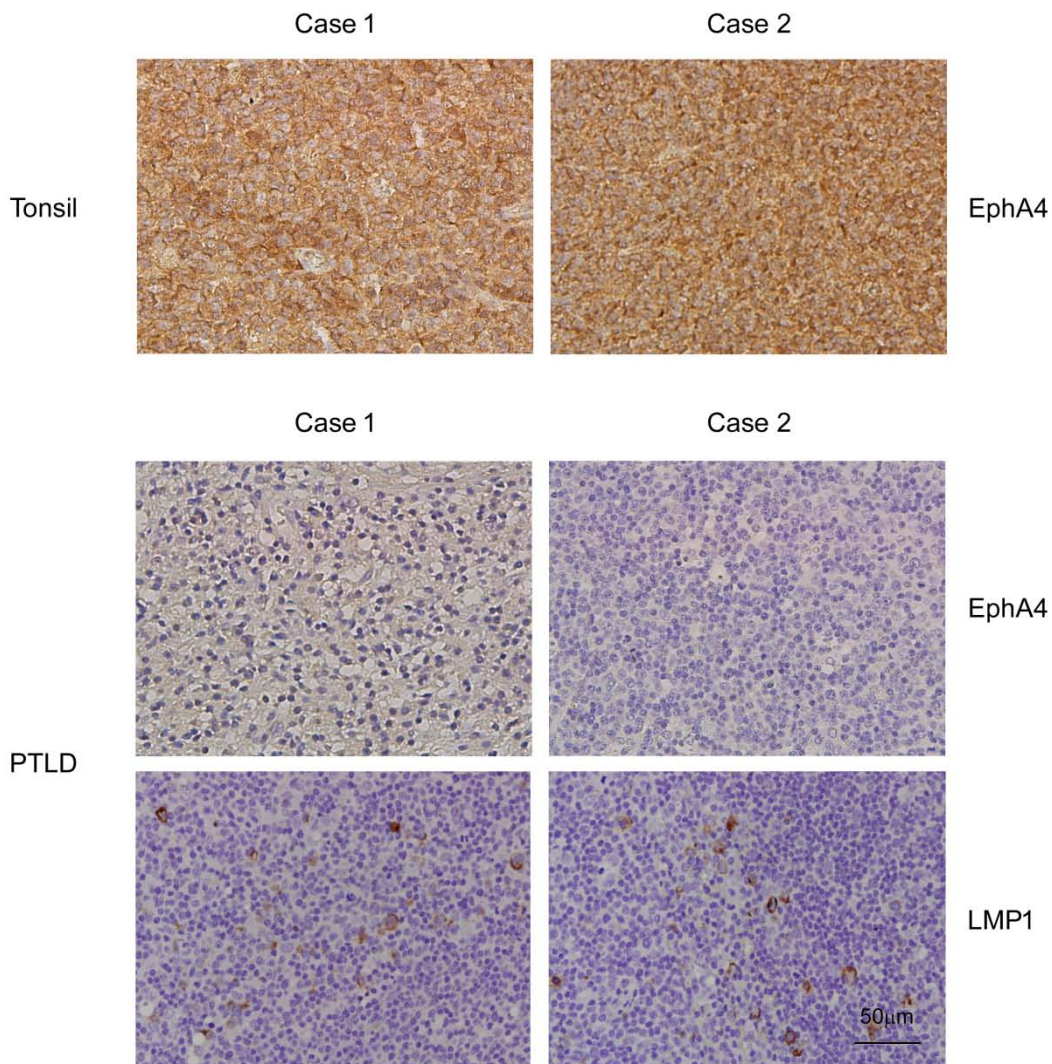 Case 1
Case 2
Tonsil
EphA4
Case 1
Case 2
EphA4
PTLD
LMP1
50μm